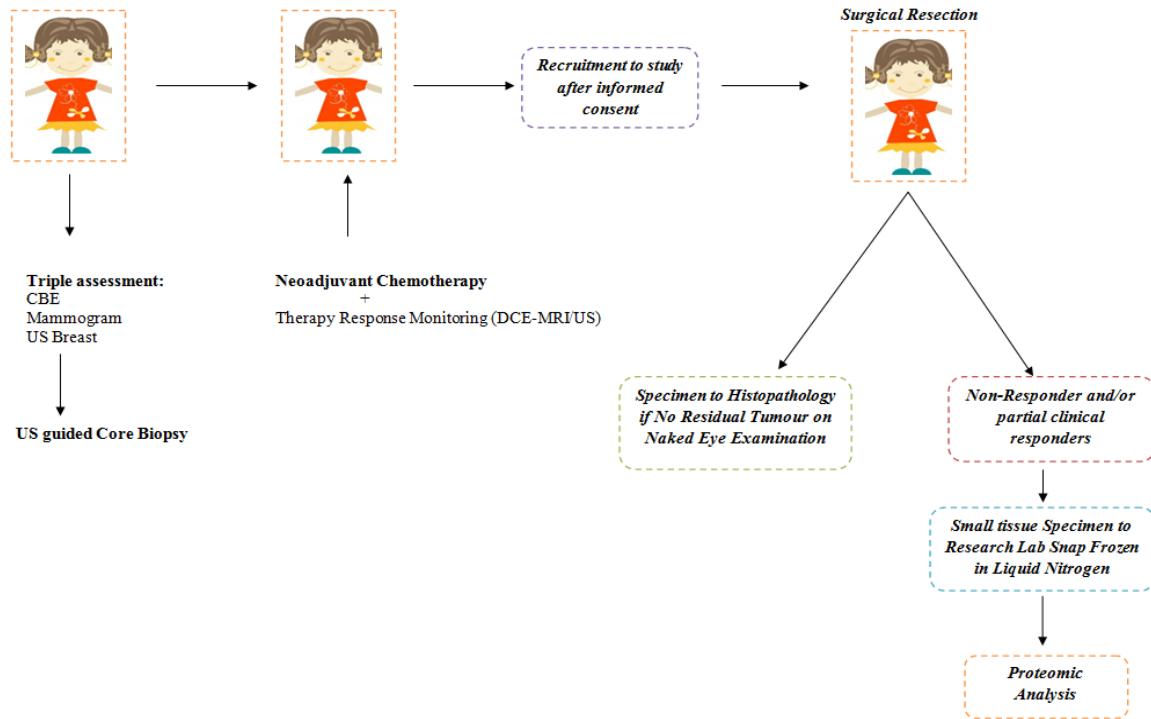 Surgical Resection
Recruitment to study
after informed
consent
Triple assessment:
CBE
Mammogram
US Breast
US guided Core Biopsy
Neoadjuvant Chemotherapy
+
Therapy Response Monitoring (DCE-MRI/US)
Specimen to Histopathology
if No Residual Tumour on
Naked Eye Examination
Non-Responder and/or
partial clinical
responders
Small tissue Specimen to
Research Lab Snap Frozen
in Liquid Nitrogen
Proteomic
Analysis